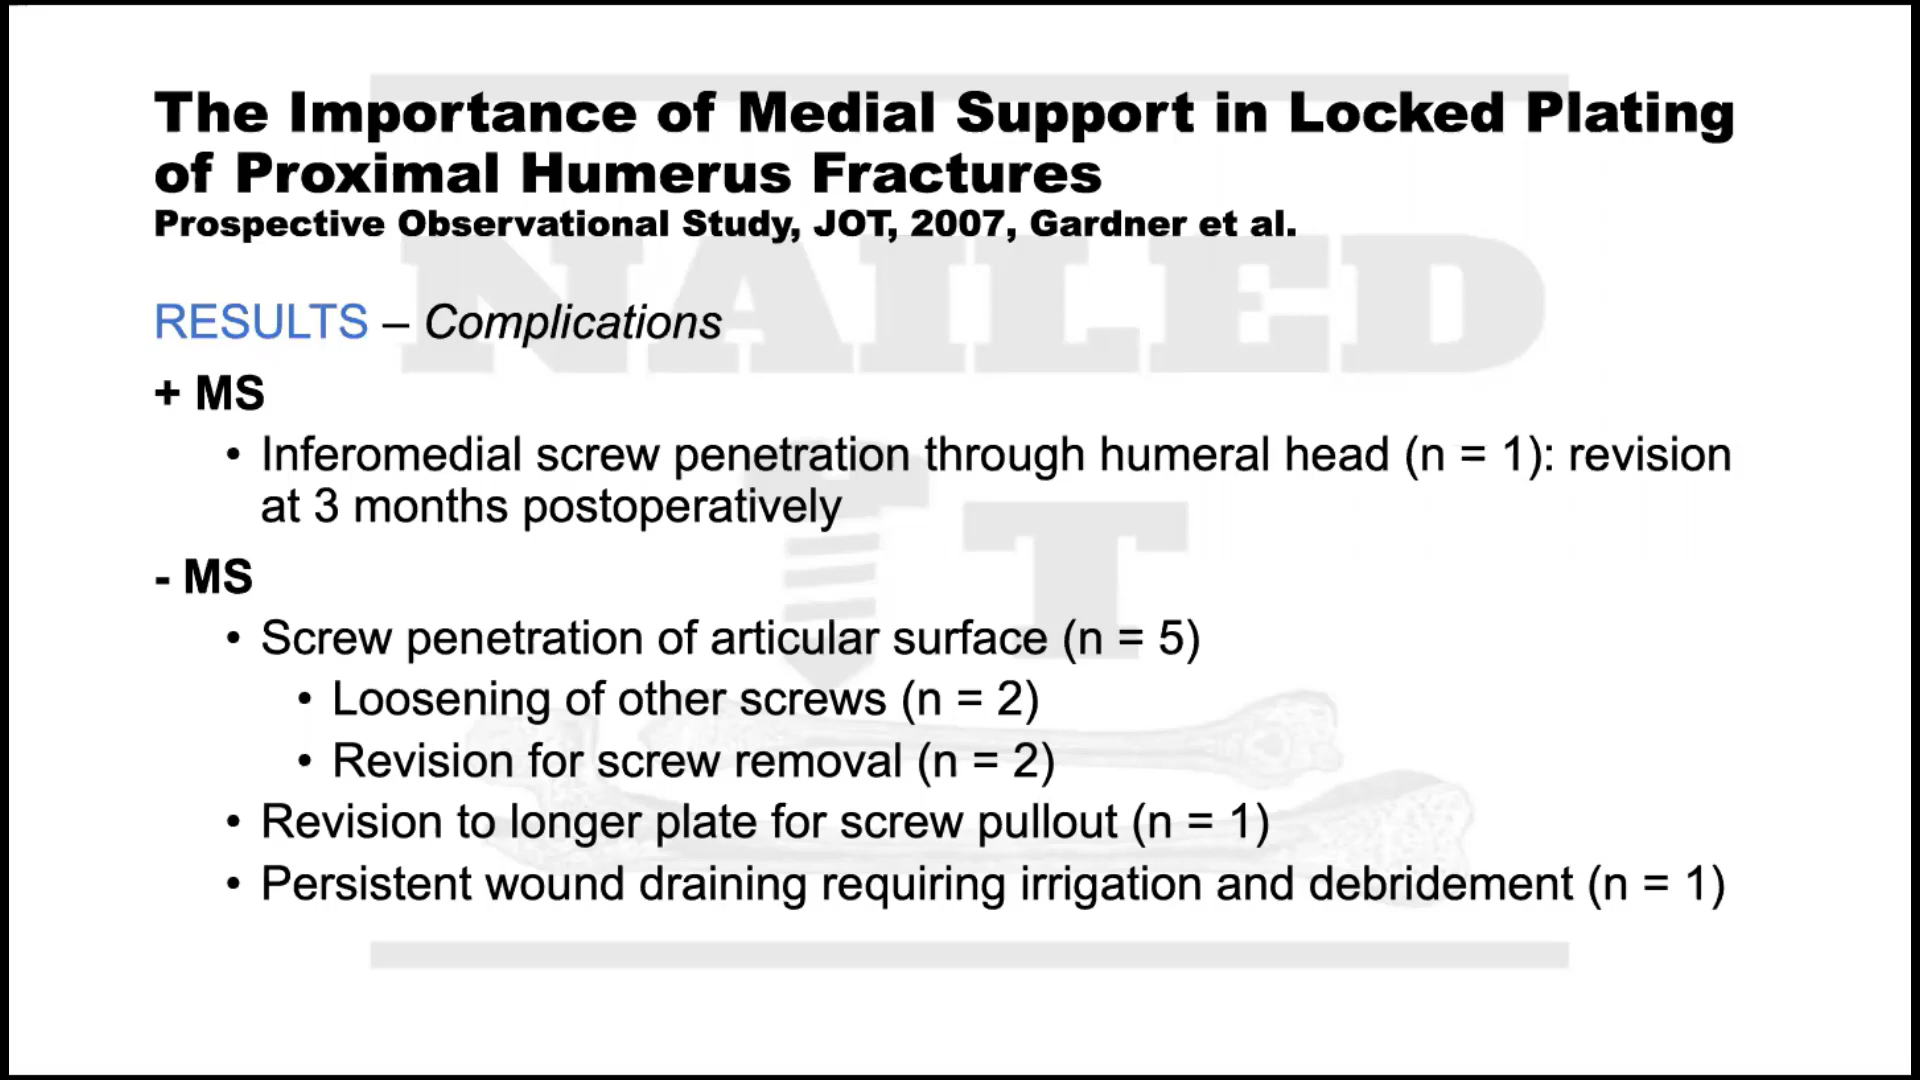 The Importance of Medial Support in Locked Plating
of Proximal Humerus Fractures
Prospective Observational Study, JOT, 2007, Gardner et al.
NAILED
IT
RESULTS – Complications
+ MS
• Inferomedial screw penetration through humeral head (n = 1): revision
at 3 months postoperatively
- MS
• Screw penetration of articular surface (n = 5)
• Loosening of other screws (n = 2)
• Revision for screw removal (n = 2)
• Revision to longer plate for screw pullout (n = 1)
• Persistent wound draining requiring irrigation and debridement (n = 1)